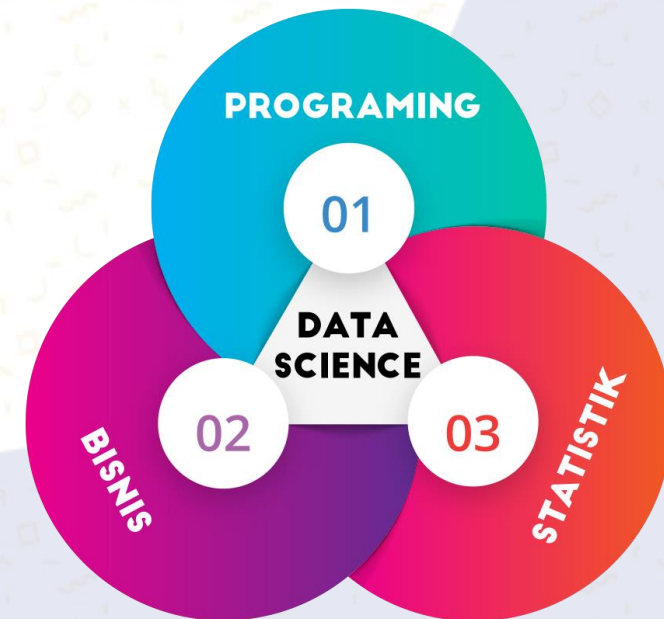 PROGRAMING
01
DATA
SCIENCE
02
03
BISNIS
STATISTIK